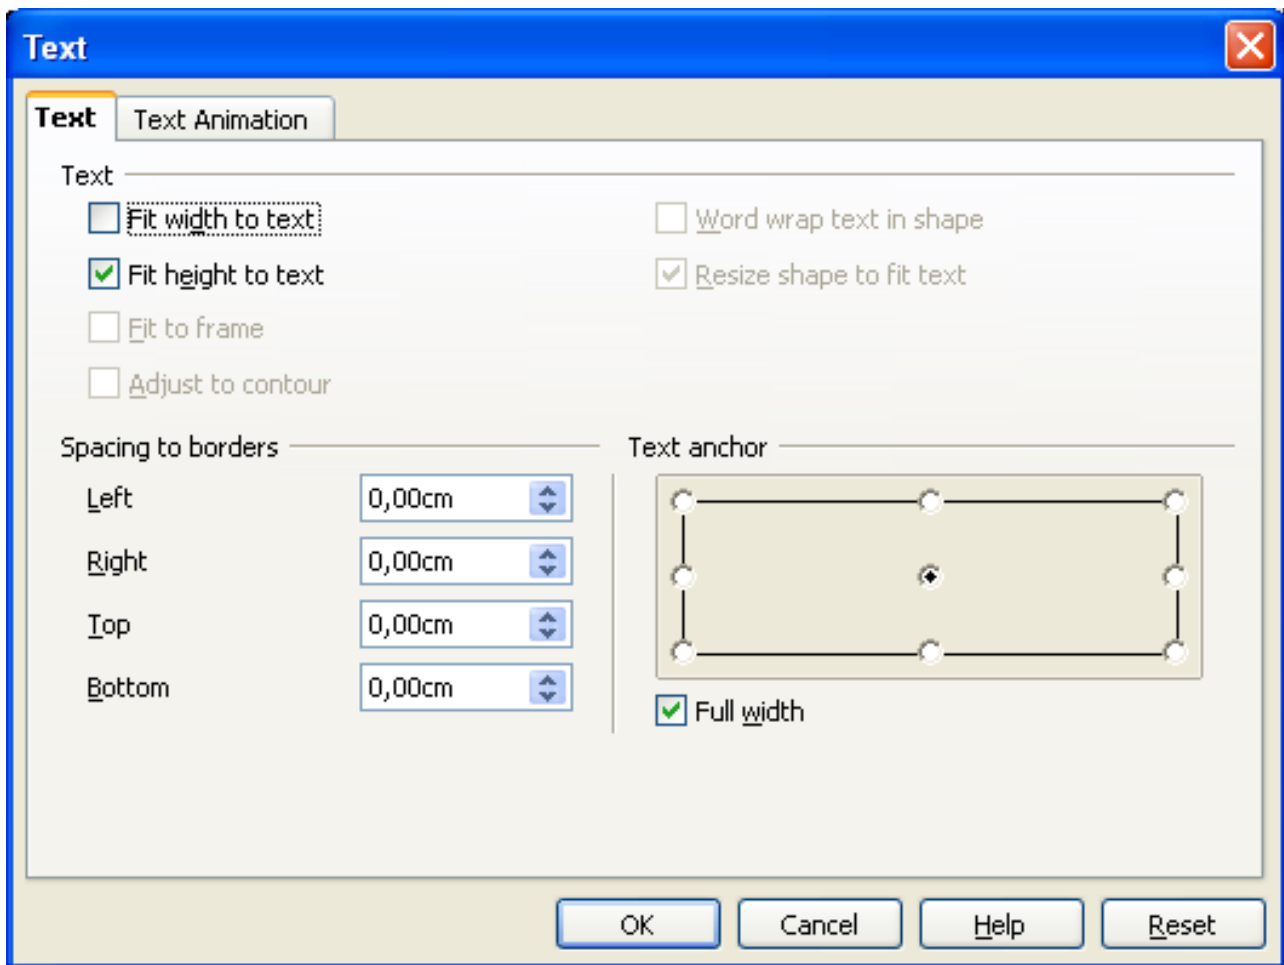 Text
Text Text Animation
Text
Fit width to text Word wrap text in shape
Fit height to text Resize shape to fit text
Fit to frame
Adjust to contour
Spacing to borders Text anchor
Left 0,00cm
Right 0,00cm
Top 0,00cm
Bottom 0,00cm
Full width
OK Cancel Help Reset